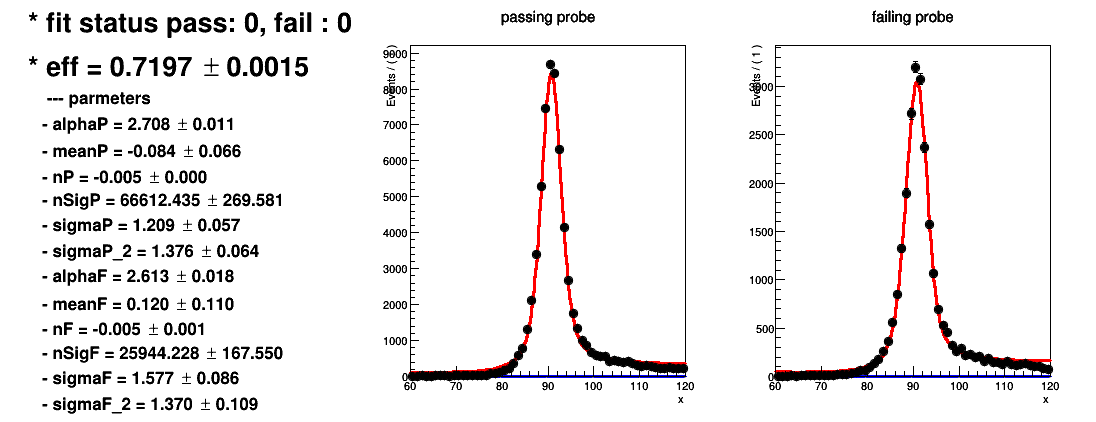 * fit status pass: 0, fail : 0
* eff = 0.7197 ± 0.0015
--- parmeters
- alphaP = 2.708 ± 0.011
- meanP = -0.084 ± 0.066
- nP = -0.005 ± 0.000
- nSigP = 66612.435 ± 269.581
- sigmaP = 1.209 ± 0.057
- sigmaP_2 = 1.376 ± 0.064
- alphaF = 2.613 ± 0.018
- meanF = 0.120 ± 0.110
- nF = -0.005 ± 0.001
- nSigF = 25944.228 ± 167.550
- sigmaF = 1.577 ± 0.086
- sigmaF_2 = 1.370 ± 0.109
passing probe
Events / ( 1 )
9000
8000
7000
6000
5000
4000
3000
2000
1000
0
60 70 80 90 100 110 120
x
failing probe
Events / ( 1 )
3000
2500
2000
1500
1000
500
0
60 70 80 90 100 110 120
x